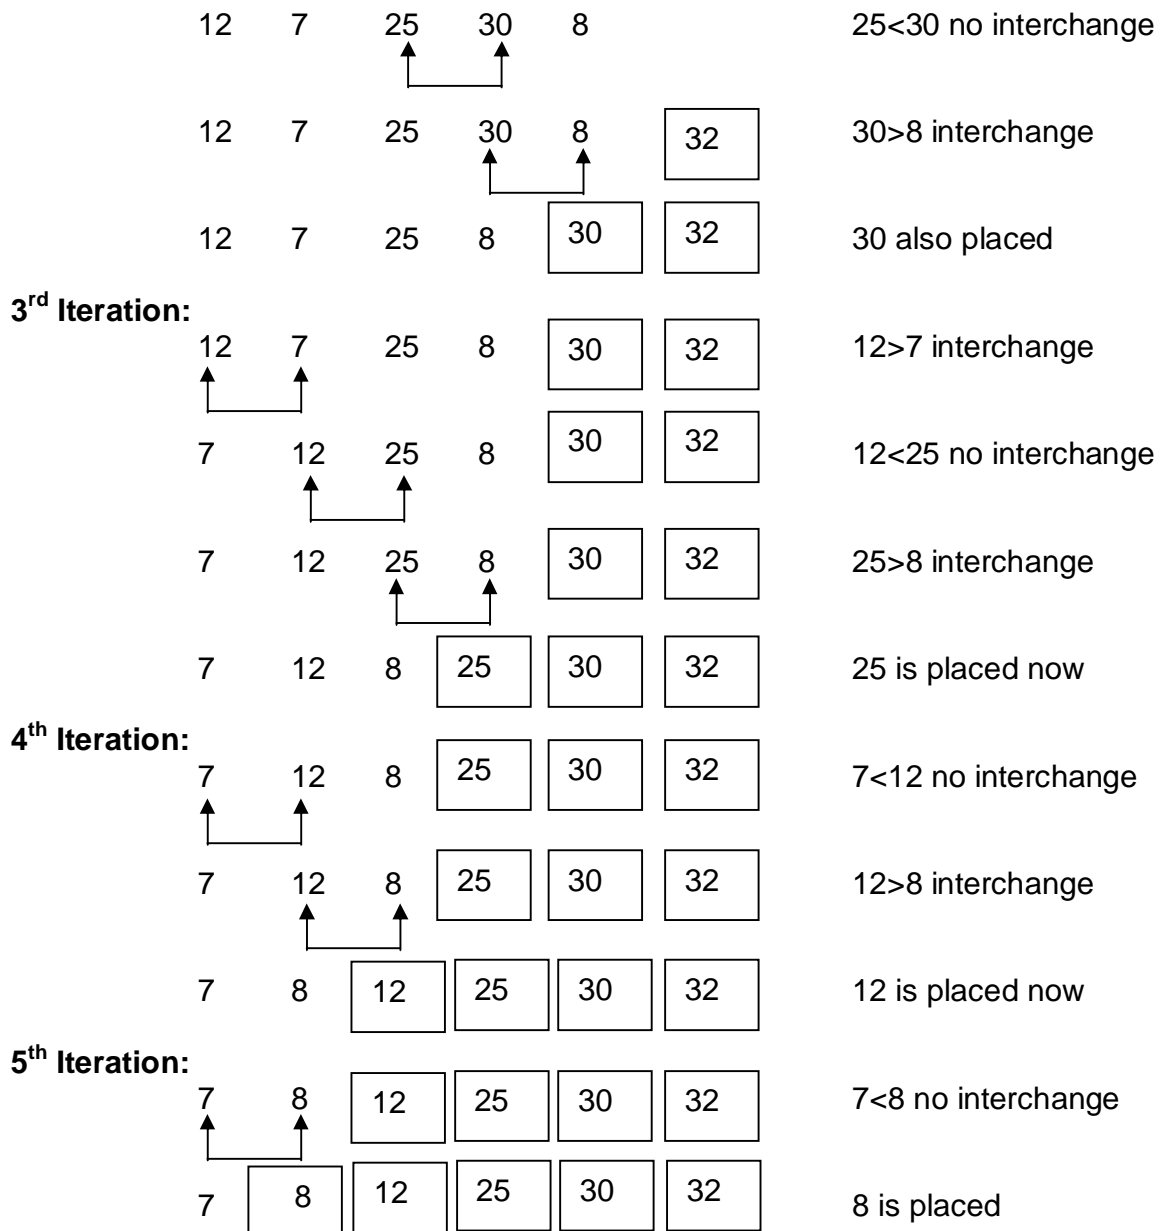 12 7 25 30 8 25<30 no interchange
12 7 25 30 8 32 30>8 interchange
12 7 25 8 30 32 30 also placed
3rd Iteration:
12 7 25 8 30 32 12>7 interchange
7 12 25 8 30 32 12<25 no interchange
7 12 25 8 30 32 25>8 interchange
7 12 8 25 30 32 25 is placed now
4th Iteration:
7 12 8 25 30 32 7<12 no interchange
7 12 8 25 30 32 12>8 interchange
7 8 12 25 30 32 12 is placed now
5th Iteration:
7 8 12 25 30 32 7<8 no interchange
7 8 12 25 30 32 8 is placed